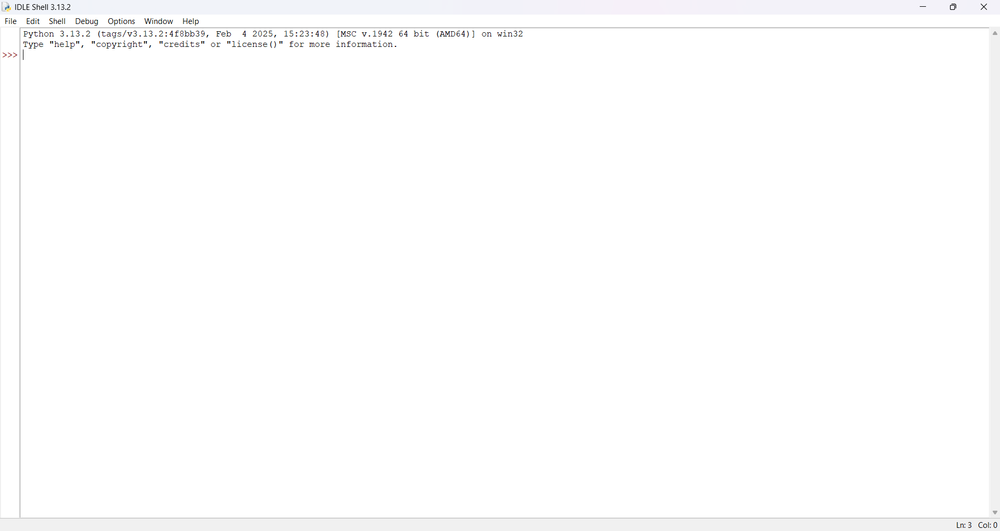 IDLE Shell 3.13.2
File Edit Shell Debug Options Window Help
Python 3.13.2 (tags/v3.13.2:4f8bb39, Feb  4 2025, 15:23:48) [MSC v.1942 64 bit (AMD64)] on win32
Type "help", "copyright", "credits" or "license()" for more information.
>>>
Ln: 3 Col: 0